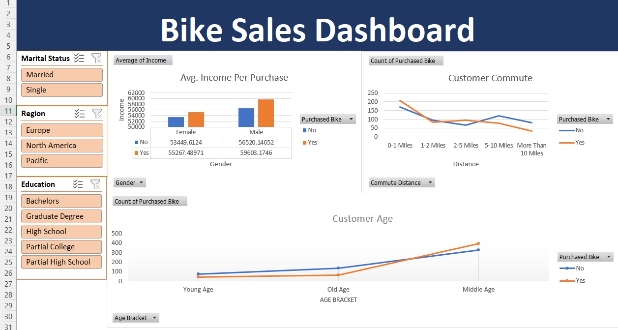 Bike Sales Dashboard
Marital Status
Married
Single
Region
Europe
North America
Pacific
Education
Bachelors
Graduate Degree
High School
Partial College
Partial High School
Average of Income
Avg. Income Per Purchase
Income
62000
60000
58000
56000
54000
52000
50000
Female Male
No 53449.6124 56520.14652
Yes 55267.48971 59603.1746
Gender
Purchased Bike
No
Yes
Gender
Count of Purchased Bike
Customer Commute
250
200
150
100
50
0
0-1 Miles 1-2 Miles 2-5 Miles 5-10 Miles More Than
10 Miles
Distance
Purchased Bike
No
Yes
Commute Distance
Count of Purchased Bike
Customer Age
500
400
300
200
100
0
Young Age Old Age Middle Age
AGE BRACKET
Purchased Bike
No
Yes
Age Bracket
1
2
3
4
5
6
7
8
9
10
11
12
13
14
15
16
17
18
19
20
21
22
23
24
25
26
27
28
29
30
31